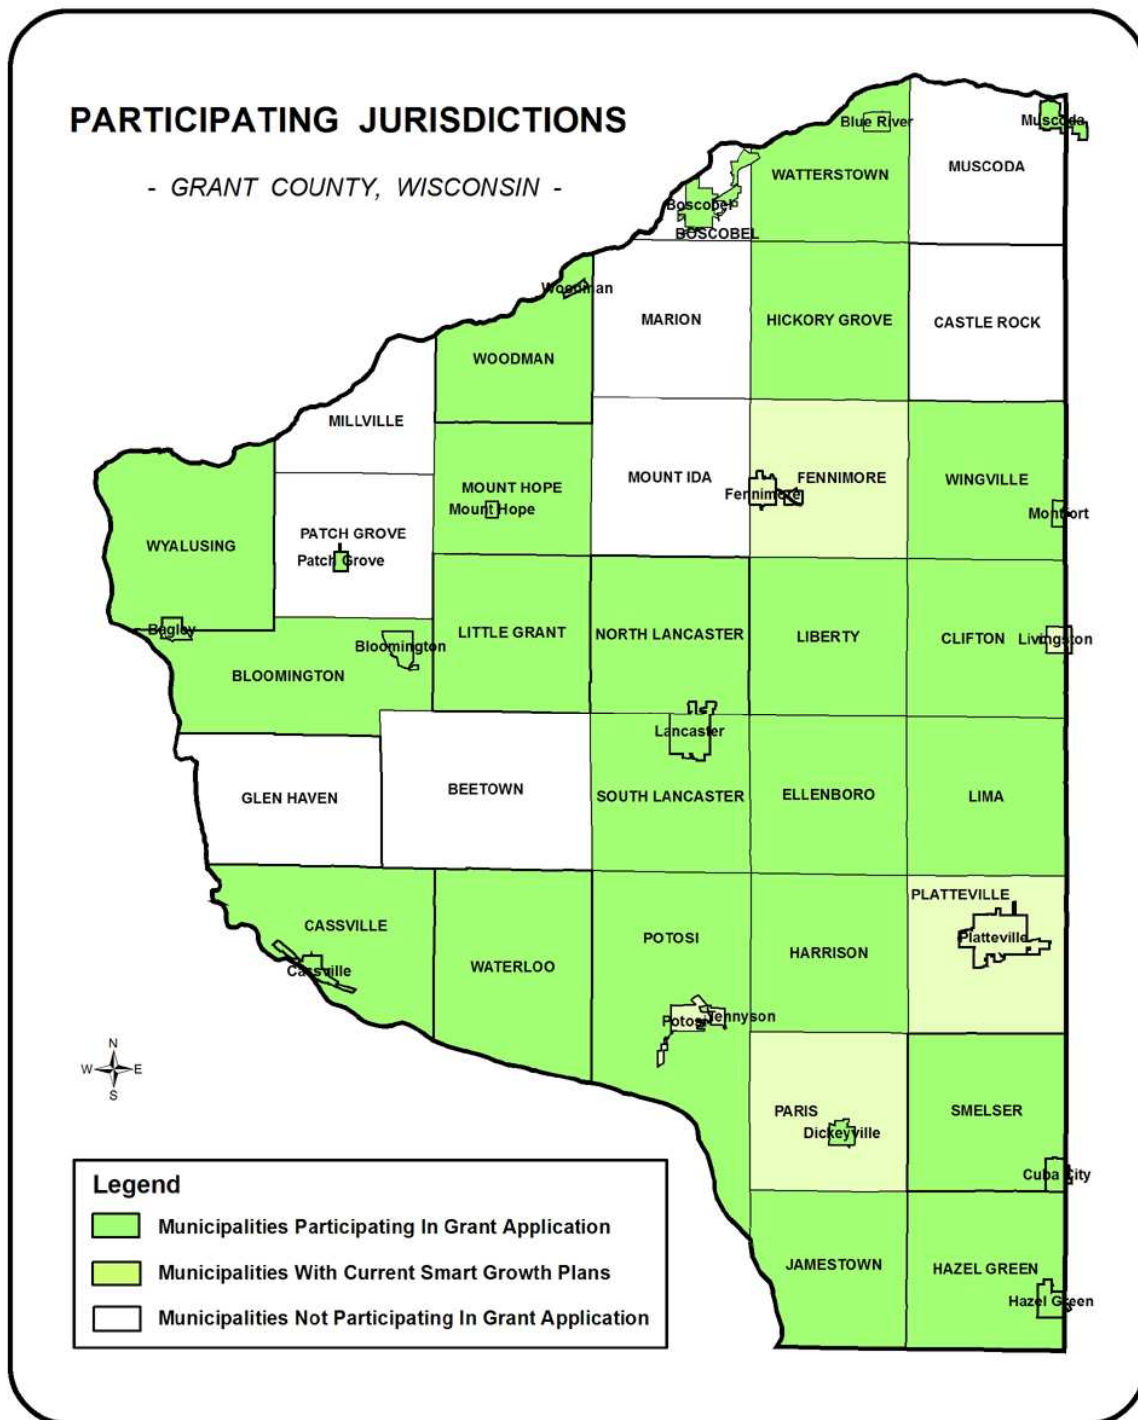 PARTICIPATING JURISDICTIONS
- GRANT COUNTY, WISCONSIN -
Blue River
Muscoda
MUSCODA
WATTERSTOWN
Boscobel
BOSCOBEL
Woodman
MARION
HICKORY GROVE
CASTLE ROCK
WOODMAN
MILLVILLE
MOUNT IDA
FENNIMORE
WINGVILLE
MOUNT HOPE
Fennimore
Mount Hope
Montfort
PATCH GROVE
WYALUSING
Patch Grove
Bagley
LITTLE GRANT
NORTH LANCASTER
LIBERTY
CLIFTON
Livingston
Bloomington
BLOOMINGTON
Lancaster
BEETOWN
GLEN HAVEN
SOUTH LANCASTER
ELLENBORO
LIMA
PLATTEVILLE
CASSVILLE
POTOSI
Platteville
HARRISON
WATERLOO
Cassville
Potosi
Tennyson
N
W E
S
PARIS
SMELSER
Dickeyville
Cuba City
JAMESTOWN
HAZEL GREEN
Hazel Green
Legend
Municipalities Participating In Grant Application
Municipalities With Current Smart Growth Plans
Municipalities Not Participating In Grant Application